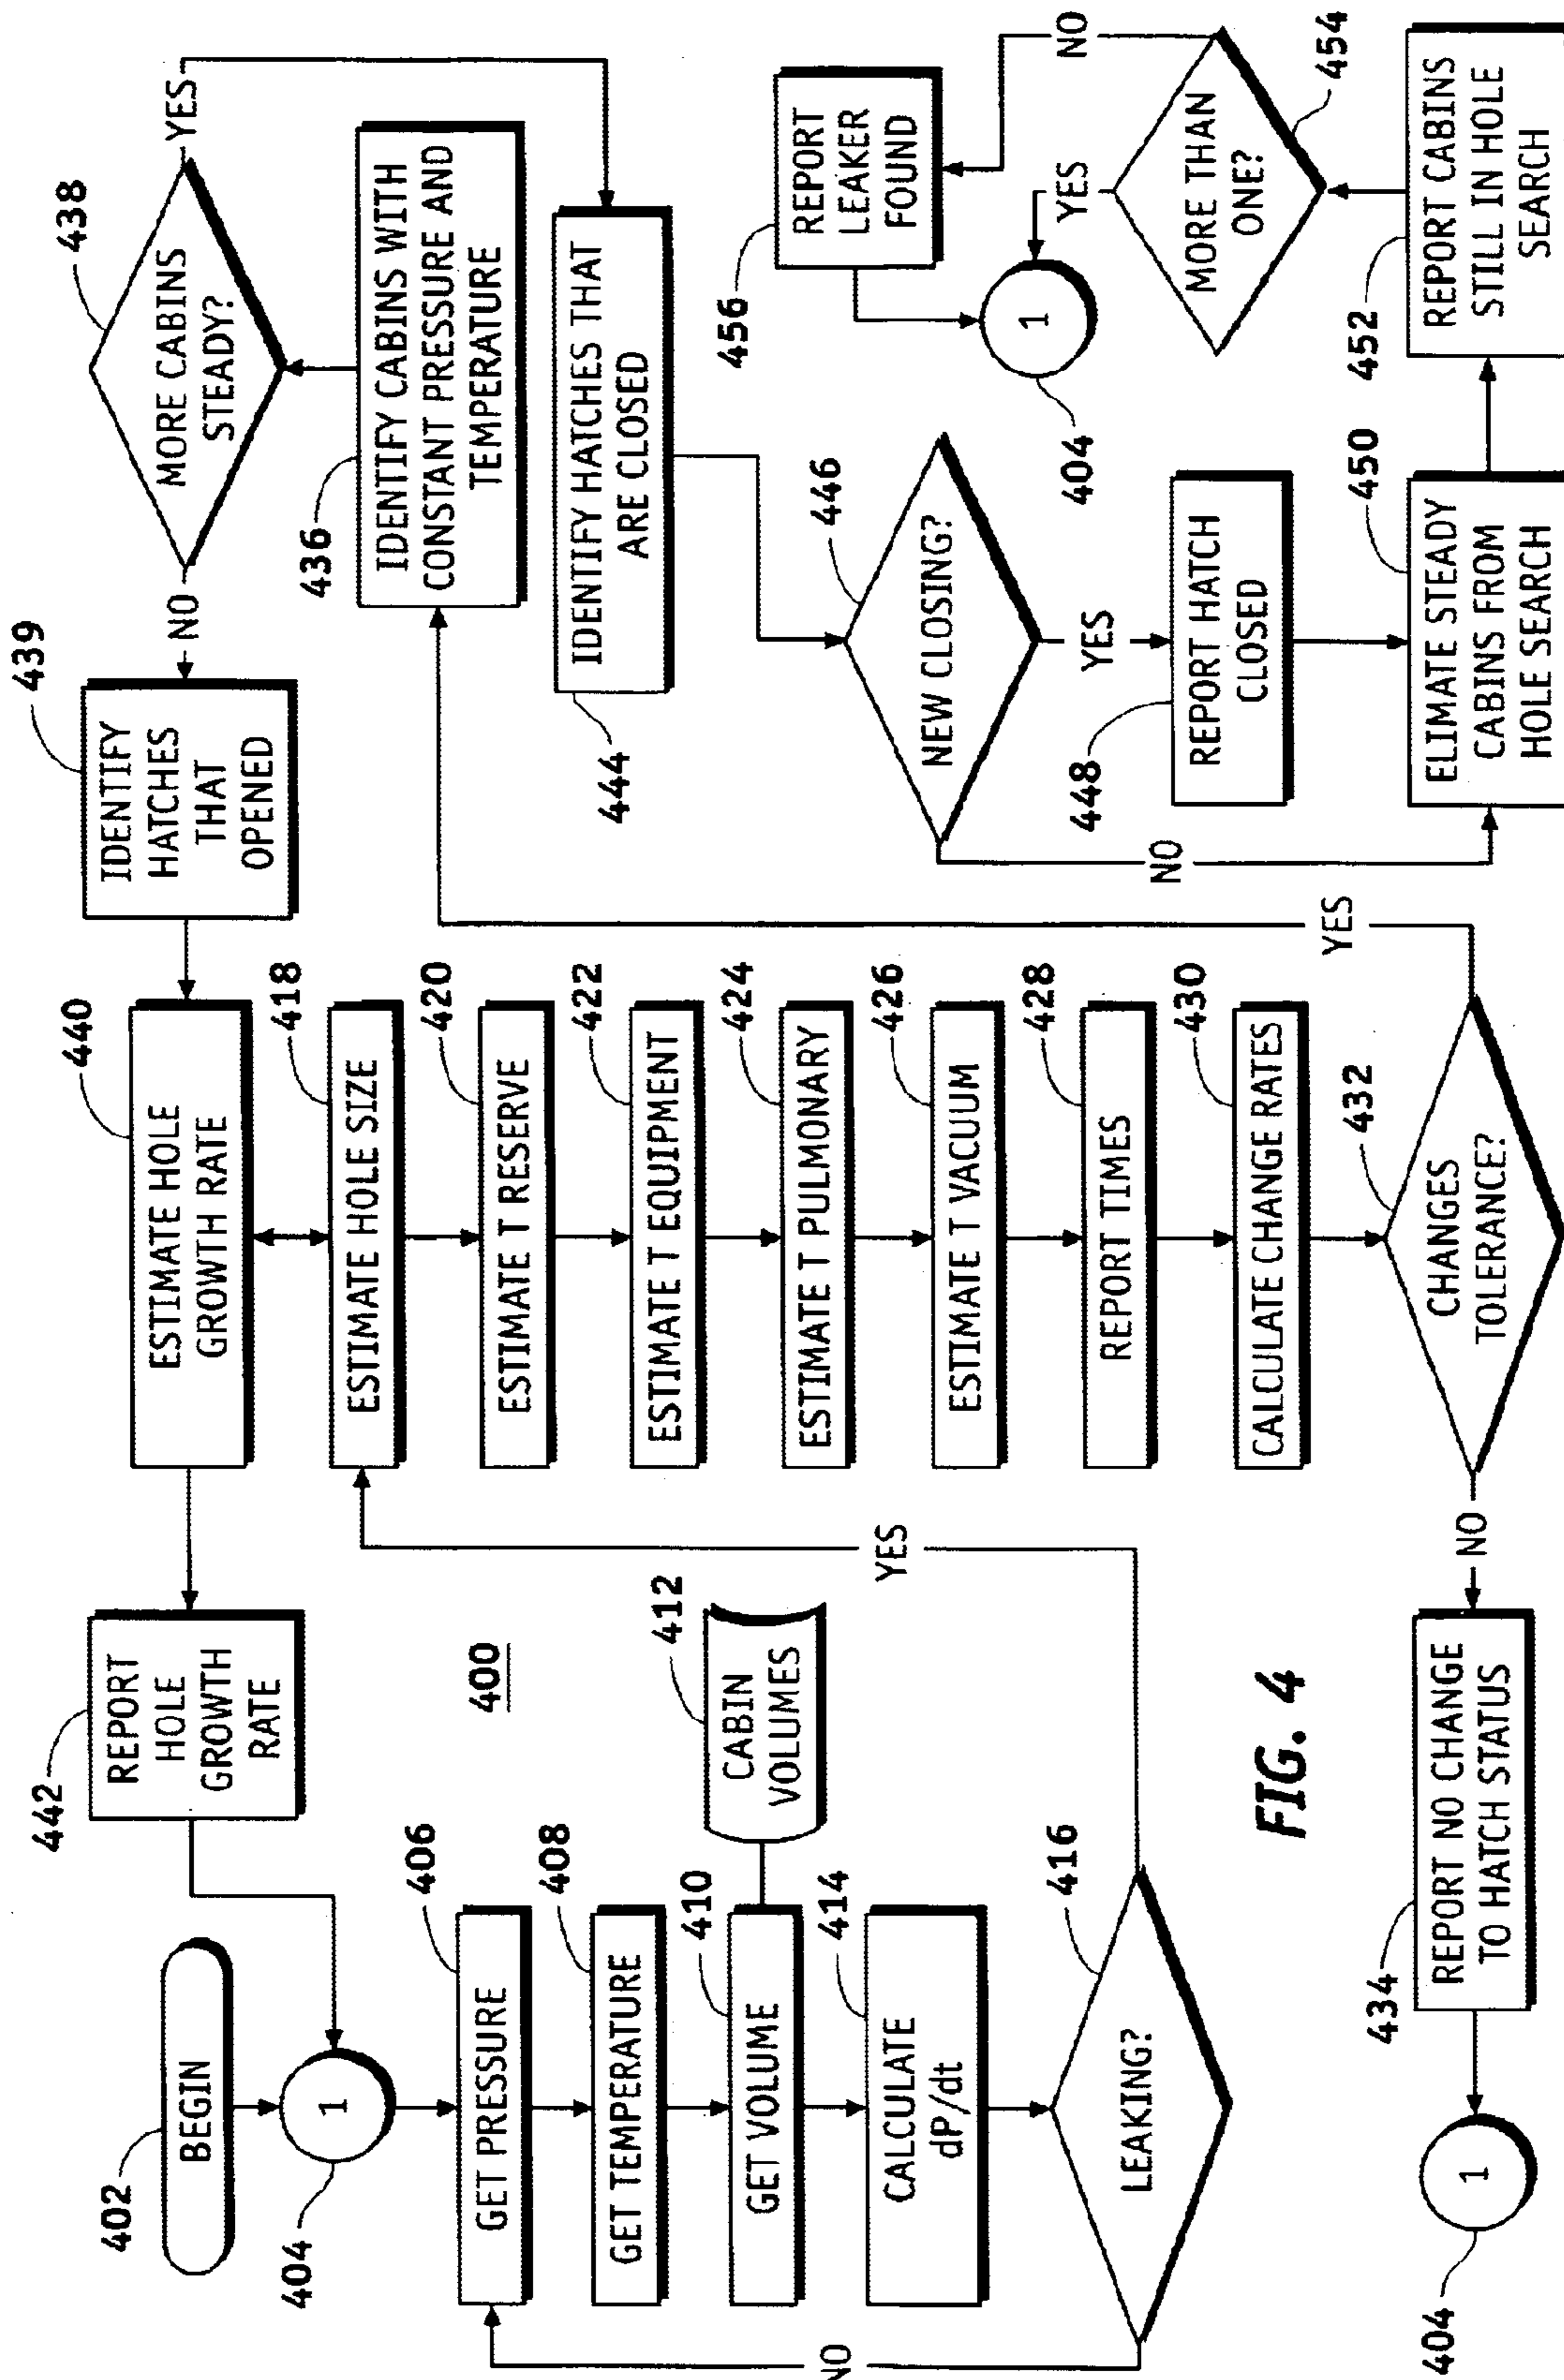 402
BEGIN
404
1
406
GET PRESSURE
408
GET TEMPERATURE
410
GET VOLUME
412
CABIN
VOLUMES
414
CALCULATE
dP/dt
416
LEAKING?
NO
YES
400
442
REPORT
HOLE
GROWTH
RATE
440
ESTIMATE HOLE
GROWTH RATE
418
ESTIMATE HOLE SIZE
420
ESTIMATE T RESERVE
422
ESTIMATE T EQUIPMENT
424
ESTIMATE T PULMONARY
426
ESTIMATE T VACUUM
428
REPORT TIMES
430
CALCULATE CHANGE RATES
432
CHANGES
TOLERANCE?
NO
YES
434
REPORT NO CHANGE
TO HATCH STATUS
404
1
439
IDENTIFY
HATCHES
THAT
OPENED
NO
438
MORE CABINS
STEADY?
YES
436
IDENTIFY CABINS WITH
CONSTANT PRESSURE AND
TEMPERATURE
444
IDENTIFY HATCHES THAT
ARE CLOSED
446
NEW CLOSING?
NO
YES
448
REPORT HATCH
CLOSED
450
ELIMATE STEADY
CABINS FROM
HOLE SEARCH
452
REPORT CABINS
STILL IN HOLE
SEARCH
454
MORE THAN
ONE?
YES
NO
456
REPORT
LEAKER
FOUND
1
404
FIG. 4